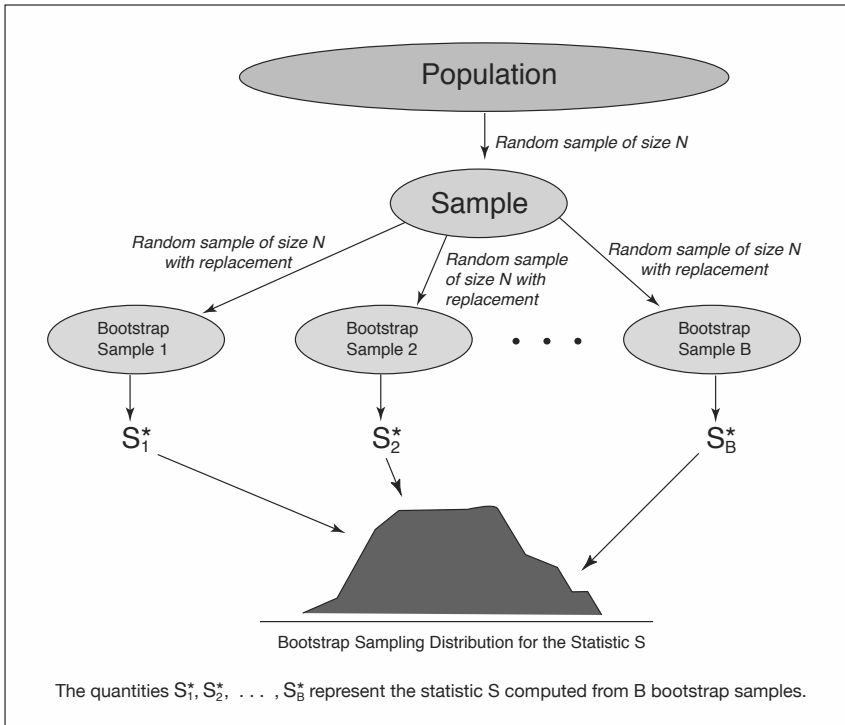 Population
Random sample of size N
Sample
Random sample of size N
with replacement
Random sample
of size N with
replacement
Random sample of size N
with replacement
Bootstrap
Sample 1
Bootstrap
Sample 2
• • •
Bootstrap
Sample B
S₁*
S₂*
S_B*
Bootstrap Sampling Distribution for the Statistic S
The quantities S₁*, S₂*, . . . , S_B* represent the statistic S computed from B bootstrap samples.